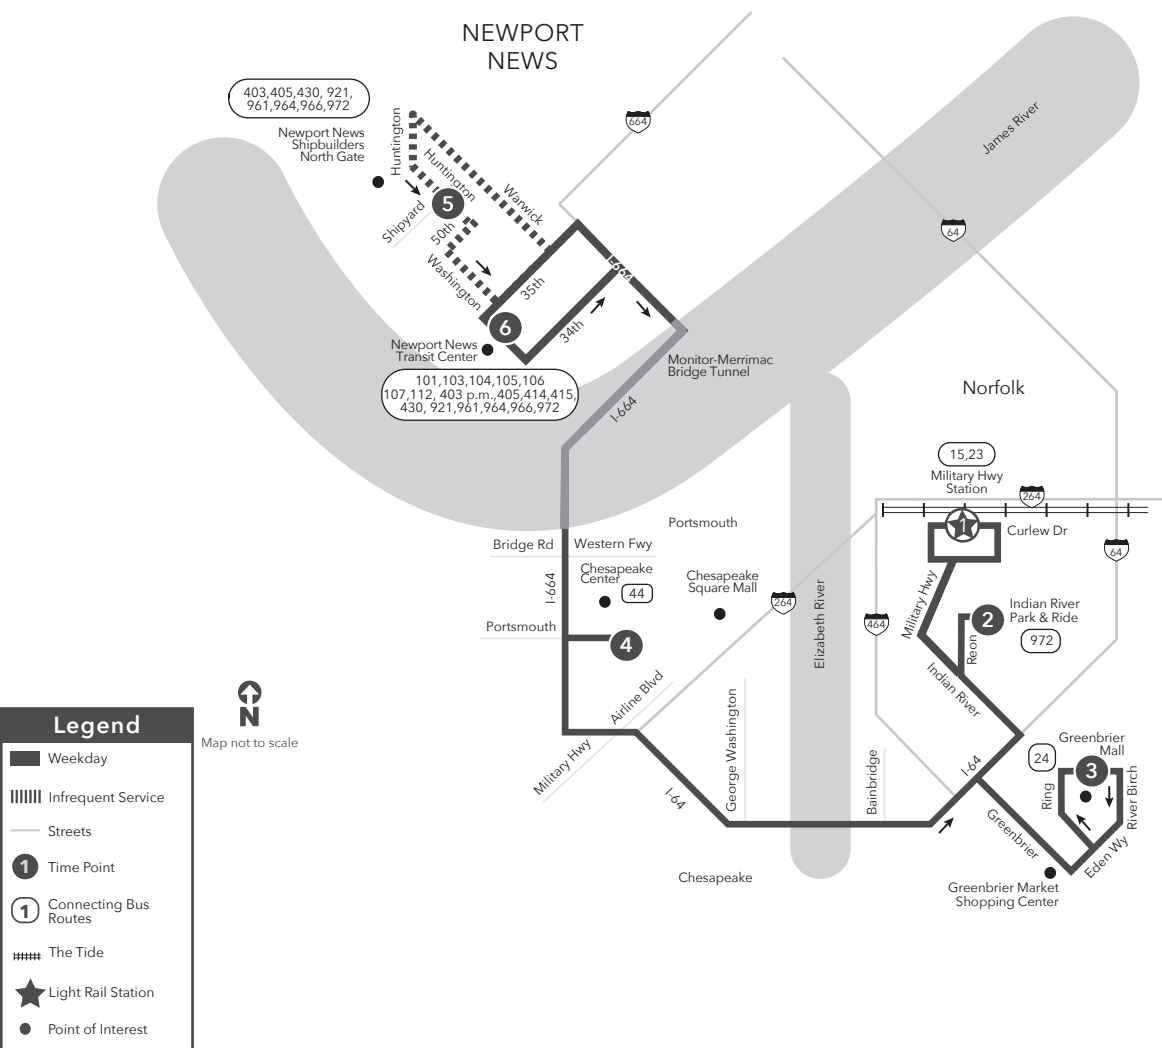 NEWPORT
NEWS
403,405,430, 921,
961,964,966,972
Newport News
Shipbuilders
North Gate
Huntington
Huntington
Warwick
Shipyard
5
50th
Washington
35th
34th
6
Newport News
Transit Center
101,103,104,105,106
107,112, 403 p.m.,405,414,415,
430, 921,961,964,966,972
I-664
664
James River
64
Monitor-Merrimac
Bridge Tunnel
I-664
Norfolk
15,23
Military Hwy
Station
264
1
Curlew Dr
64
Portsmouth
Bridge Rd
Western Fwy
Chesapeake
Center
44
Chesapeake
Square Mall
264
I-664
Portsmouth
4
Elizabeth River
464
Military Hwy
2
Indian River
Park & Ride
972
Reon
Indian River
Airline Blvd
Military Hwy
I-64
George Washington
Bainbridge
I-64
24
Greenbrier
Mall
3
Ring
River Birch
Greenbrier
Eden Wy
Greenbrier Market
Shopping Center
Chesapeake
N
Map not to scale
Legend
Weekday
Infrequent Service
Streets
1
Time Point
1
Connecting Bus
Routes
The Tide
Light Rail Station
Point of Interest